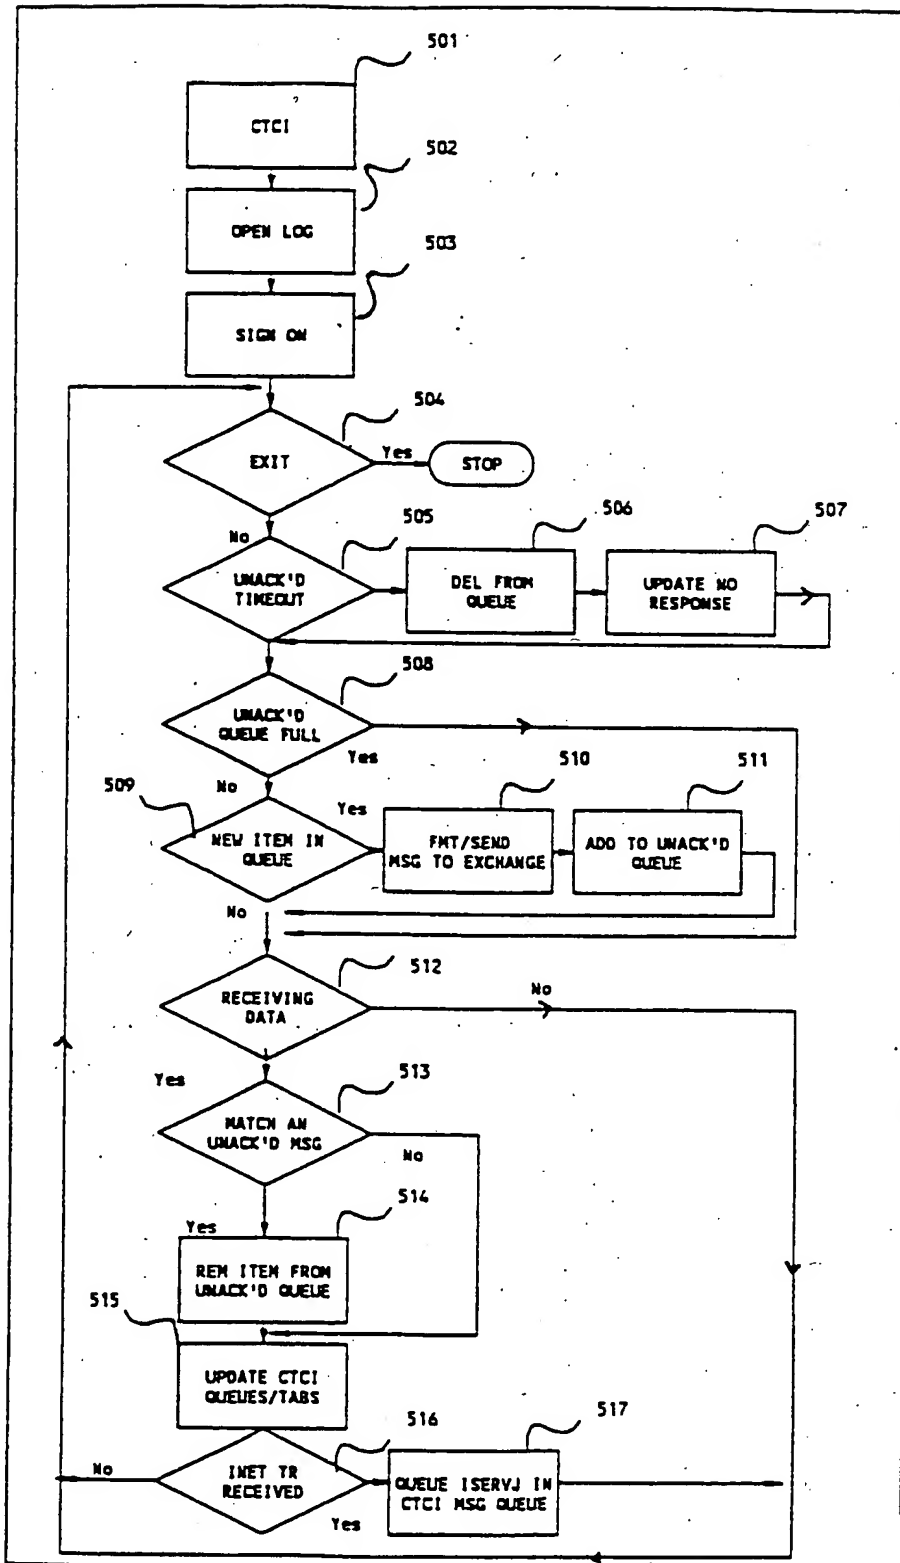 501
CTCI
502
OPEN LOG
503
SIGN ON
504
EXIT
Yes
STOP
No
505
UNACK'D
TIMEOUT
506
DEL FROM
QUEUE
507
UPDATE NO
RESPONSE
508
UNACK'D
QUEUE FULL
Yes
No
509
NEW ITEM IN
QUEUE
Yes
510
FMT/SEND
MSG TO EXCHANGE
511
ADD TO UNACK'D
QUEUE
No
512
RECEIVING
DATA
No
Yes
513
MATCH AN
UNACK'D MSG
No
Yes
514
REM ITEM FROM
UNACK'D QUEUE
515
UPDATE CTCI
QUEUES/TABS
516
INET TR
RECEIVED
No
Yes
517
QUEUE ISERVJ IN
CTCI MSG QUEUE